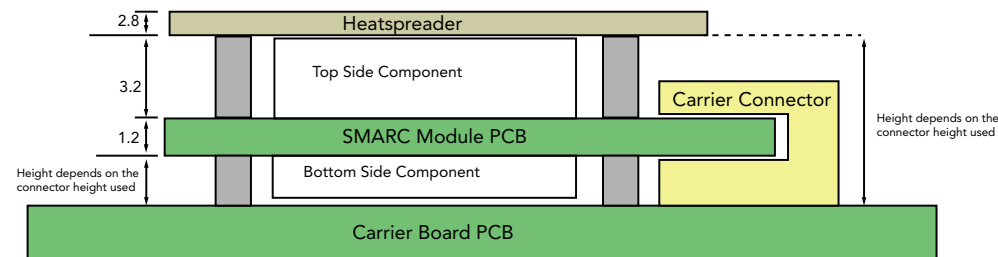 2.8
Heatspreader
3.2
Top Side Component
Carrier Connector
Height depends on the
connector height used
1.2
SMARC Module PCB
Height depends on the
connector height used
Bottom Side Component
Carrier Board PCB